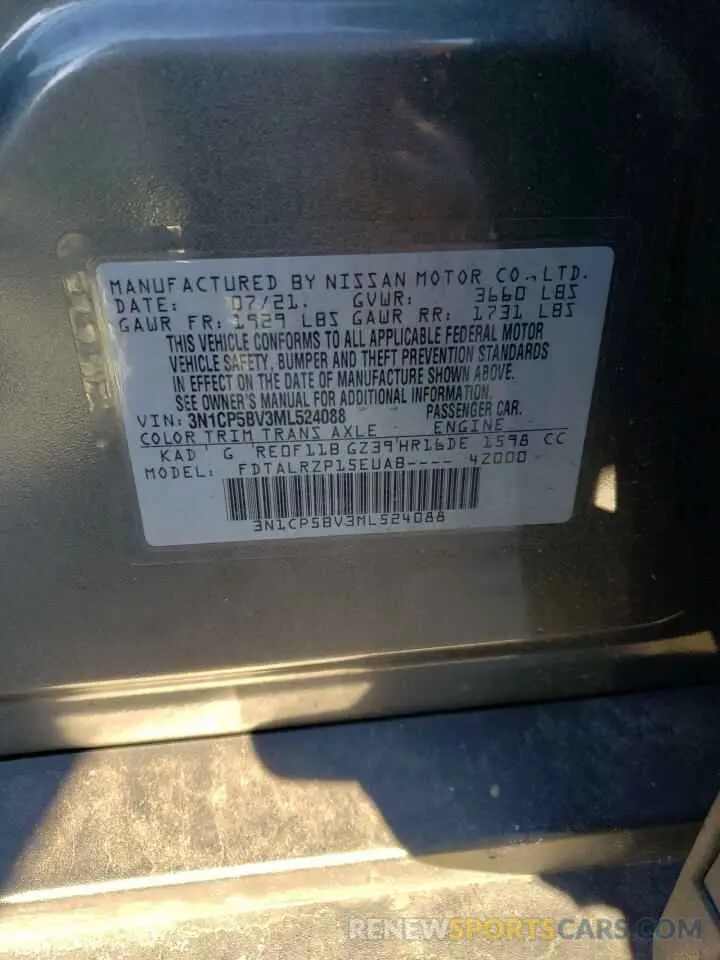 MANUFACTURED BY NISSAN MOTOR CO., LTD.
DATE: 07/21. GVWR: 3660 LBS
GAWR FR: 1929 LBS GAWR RR: 1731 LBS
THIS VEHICLE CONFORMS TO ALL APPLICABLE FEDERAL MOTOR
VEHICLE SAFETY, BUMPER AND THEFT PREVENTION STANDARDS
IN EFFECT ON THE DATE OF MANUFACTURE SHOWN ABOVE.
SEE OWNER'S MANUAL FOR ADDITIONAL INFORMATION.
VIN: 3N1CP5BV3ML524088 PASSENGER CAR.
COLOR TRIM TRANS AXLE ENGINE
KAD G RE0F11B GZ39 HR16DE 1598 CC
MODEL: FDTALRZP15EUAB---- 42000
3N1CP5BV3ML524088
RENEWSPORTSCARS.COM